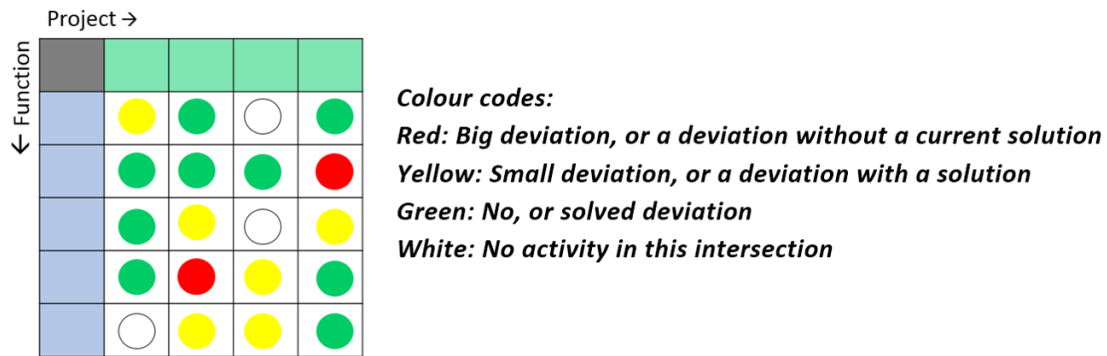 Project →
← Function
Colour codes:
Red: Big deviation, or a deviation without a current solution
Yellow: Small deviation, or a deviation with a solution
Green: No, or solved deviation
White: No activity in this intersection